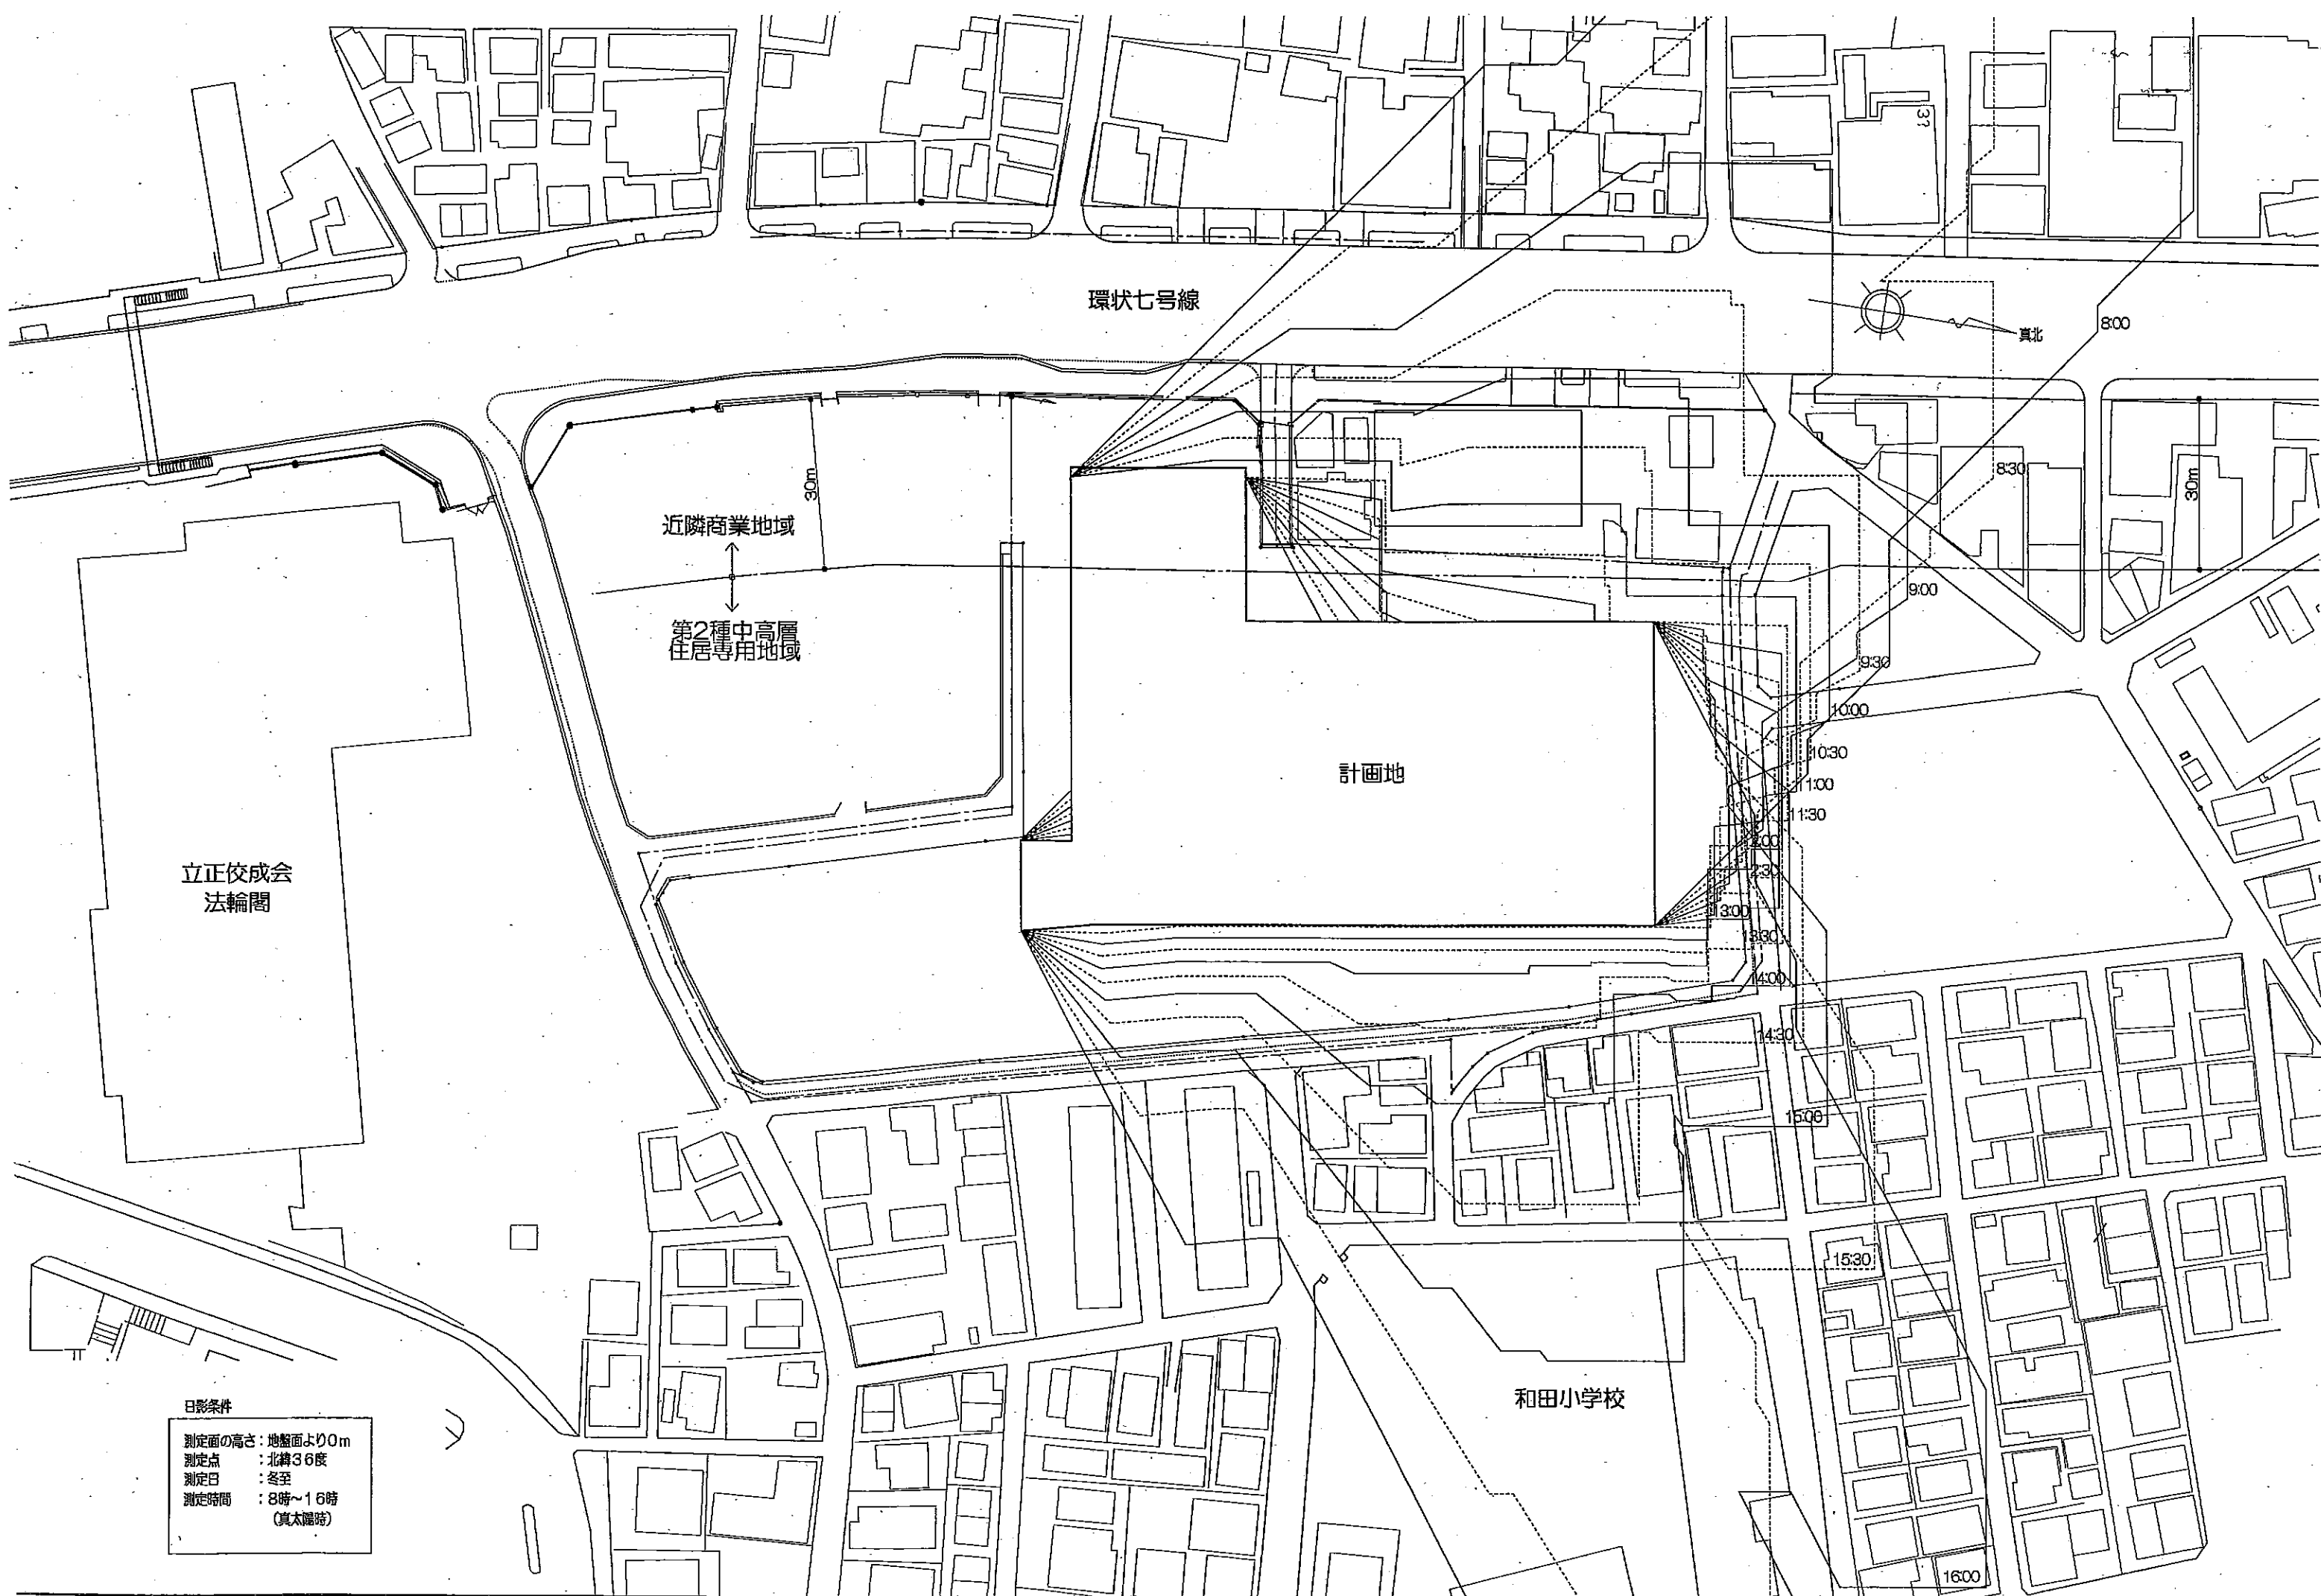 37
環状七号線
真北
8:00
8:30
30m
30m
近隣商業地域
第2種中高層
住居専用地域
9:00
9:30
10:00
10:30
11:00
11:30
計画地
2:00
2:30
13:00
13:30
14:00
14:30
15:00
15:30
16:00
立正佼成会
法輪閣
和田小学校
日影条件
測定面の高さ：地盤面より0m
測定点　　：北緯36度
測定日　　：冬至
測定時間　：8時～16時
（真太陽時）